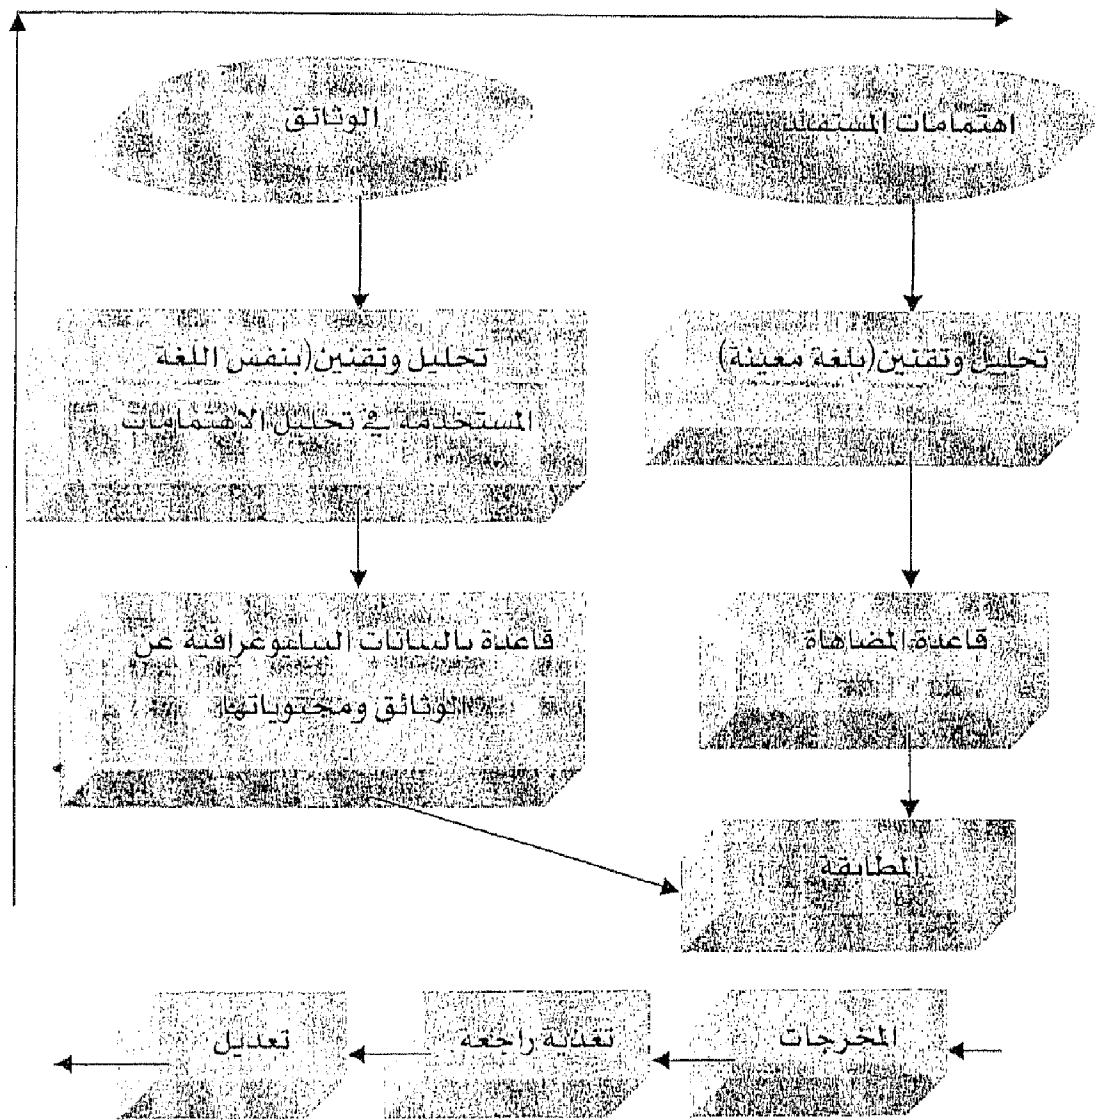 اهتمامات المستفيد
الوثائق
تحليل وتقنين(بلغة معينة)
تحليل وتقنين(بنفس اللغة
المستخدمة في تحليل الاهتمامات
قاعدة المضاهاة
قاعدة بالبيانات الببليوغرافية عن
الوثائق ومحتوياتها
المطابقة
المخرجات
تغذية راجعة
تعديل